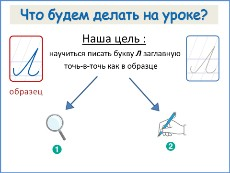 Что будем делать на уроке?
Наша цель :
научиться писать букву Л заглавную
точь-в-точь как в образце
Л
образец
Л
1
2